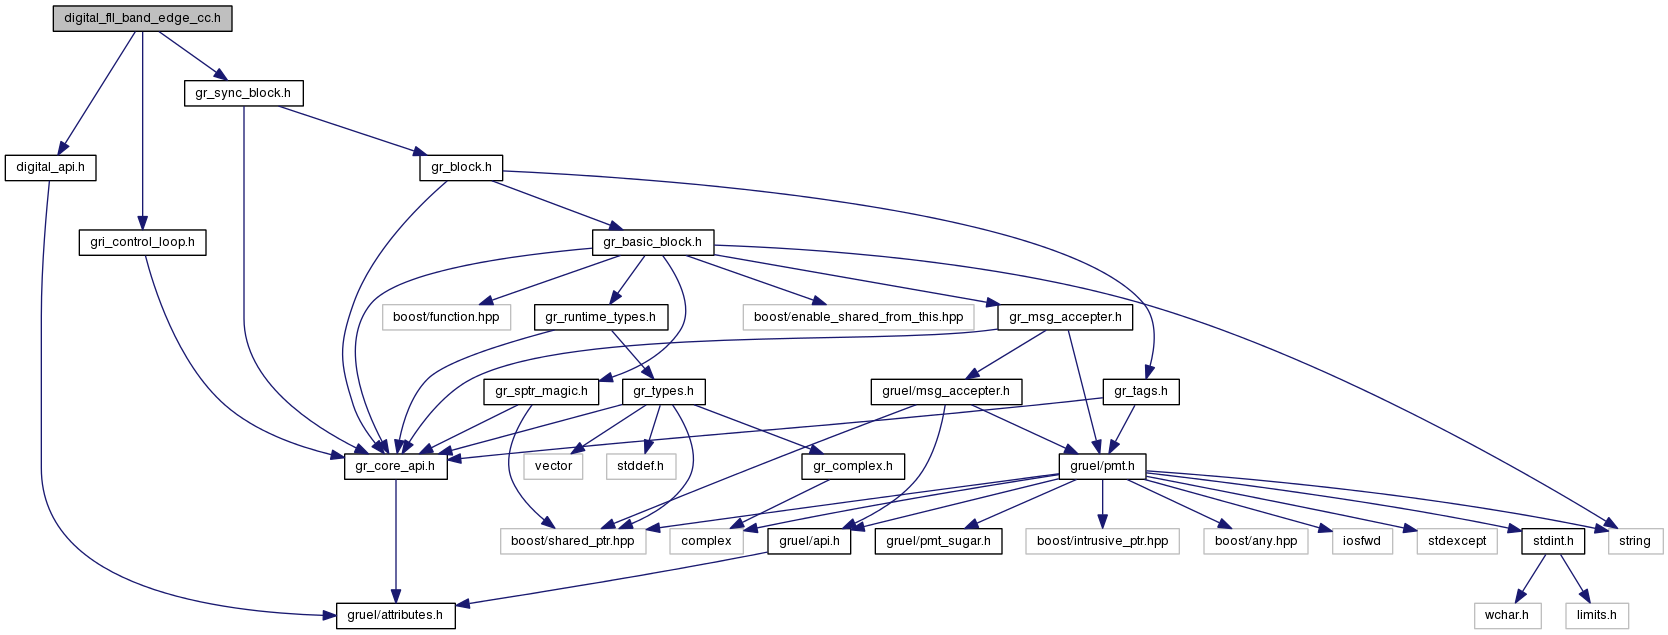 digital_fll_band_edge_cc.h
gr_sync_block.h
digital_api.h
gr_block.h
gri_control_loop.h
gr_basic_block.h
boost/function.hpp
gr_runtime_types.h
boost/enable_shared_from_this.hpp
gr_msg_accepter.h
gr_sptr_magic.h
gr_types.h
gruel/msg_accepter.h
gr_tags.h
gr_core_api.h
vector
stddef.h
gr_complex.h
gruel/pmt.h
boost/shared_ptr.hpp
complex
gruel/api.h
gruel/pmt_sugar.h
boost/intrusive_ptr.hpp
boost/any.hpp
iosfwd
stdexcept
stdint.h
string
gruel/attributes.h
wchar.h
limits.h